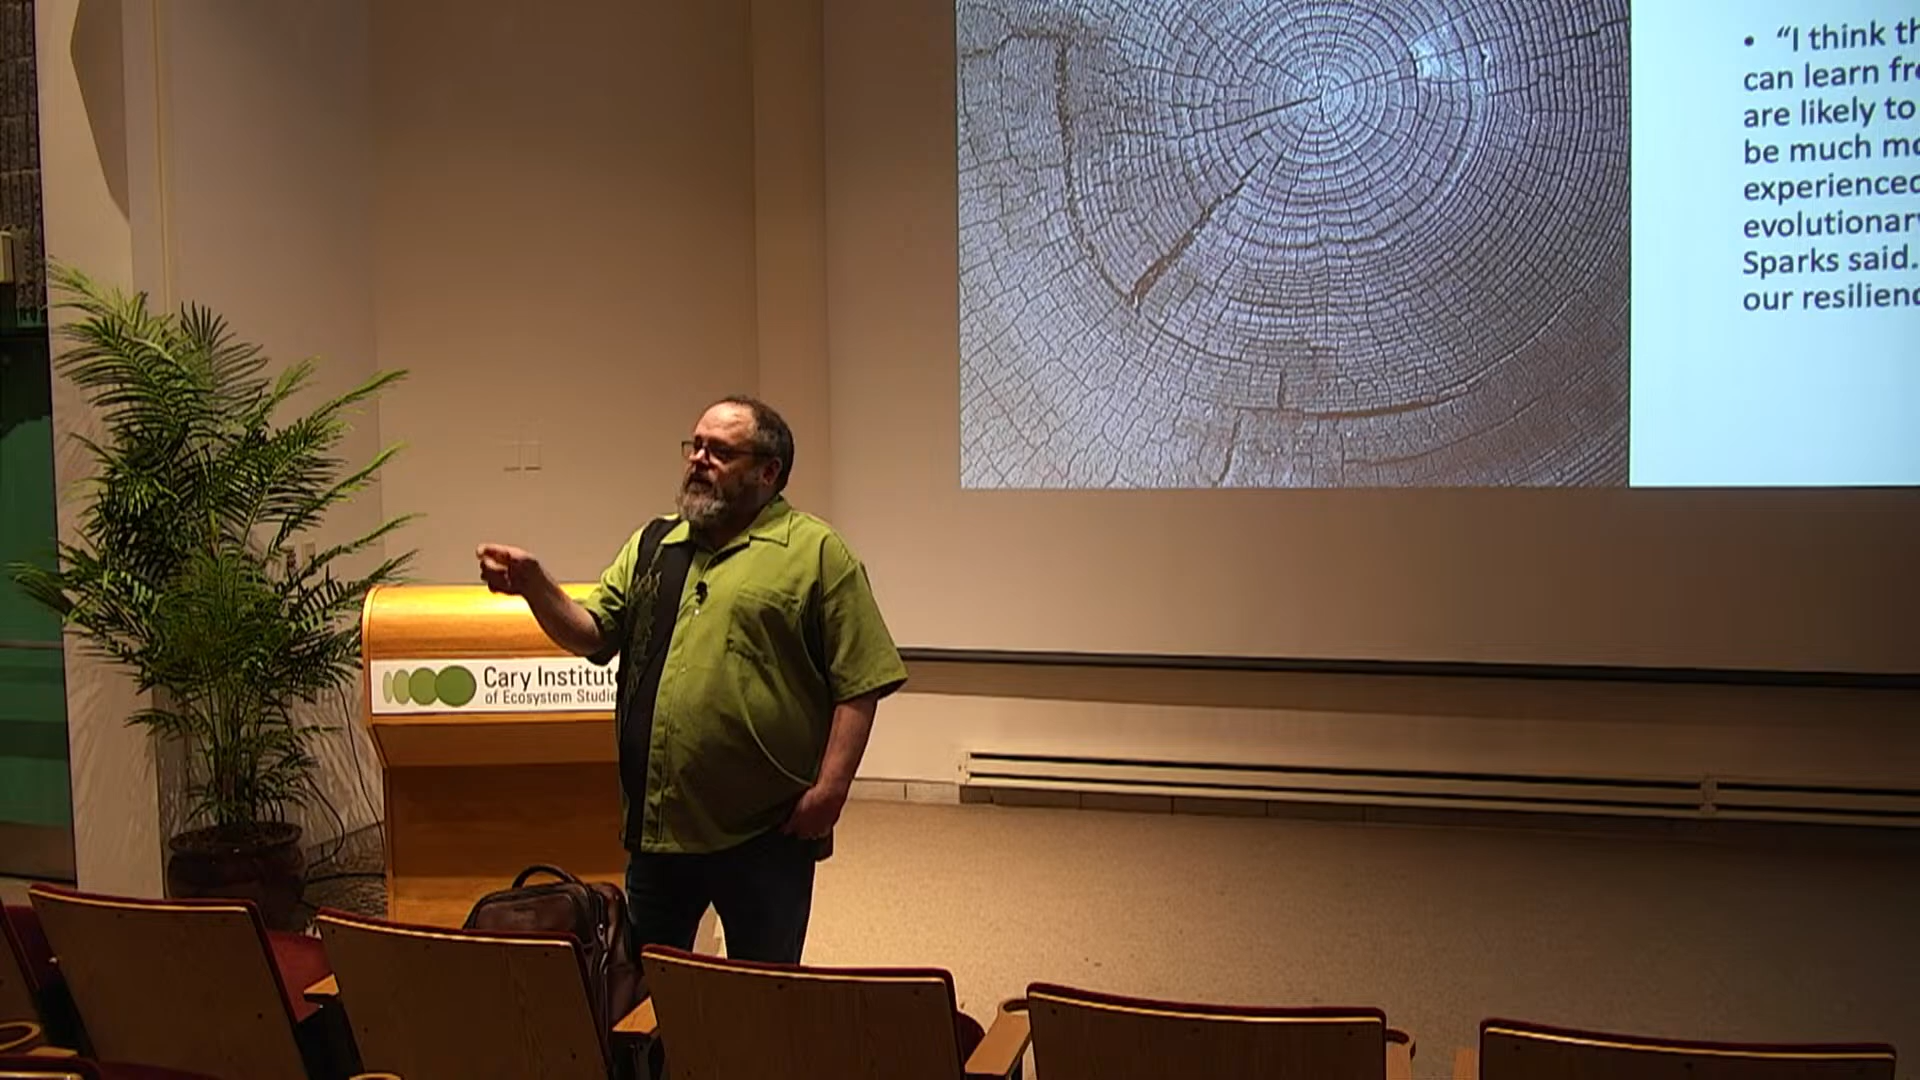 • “I think th
can learn fro
are likely to
be much mo
experienced
evolutionary
Sparks said.
our resilienc
Cary Institute
of Ecosystem Studie